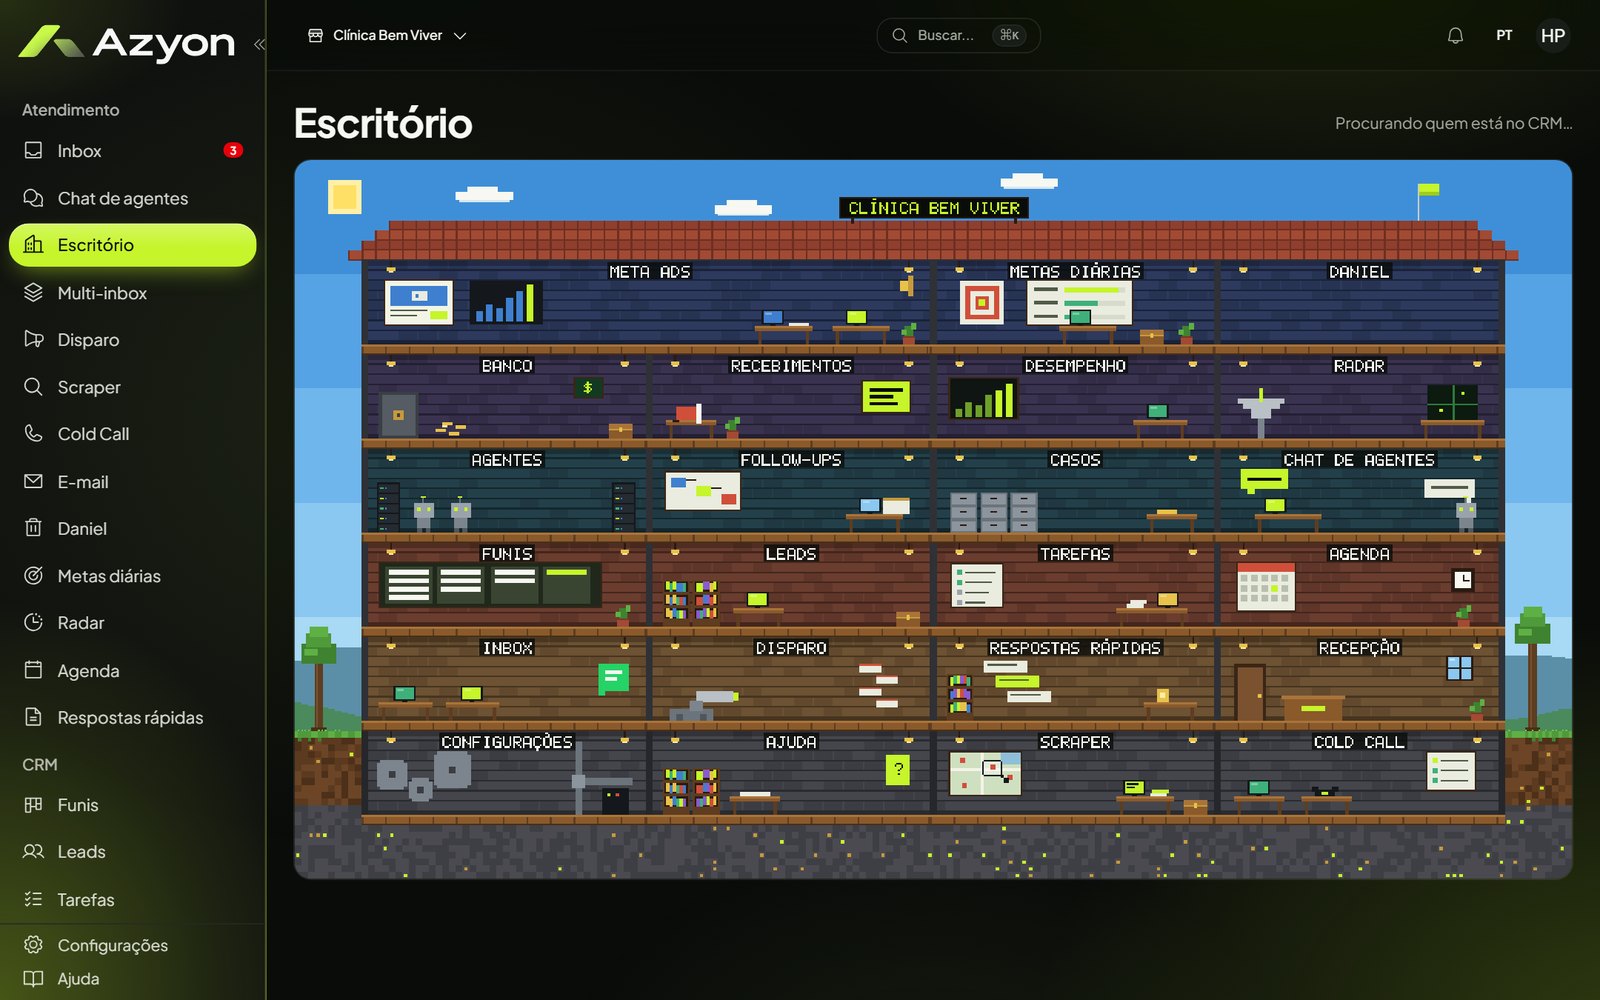 Azyon
Clínica Bem Viver
Buscar...
⌘K
PT
HP
Atendimento
Inbox
3
Chat de agentes
Escritório
Multi-inbox
Disparo
Scraper
Cold Call
E-mail
Daniel
Metas diárias
Radar
Agenda
Respostas rápidas
CRM
Funis
Leads
Tarefas
Configurações
Ajuda
Escritório
Procurando quem está no CRM...
CLÍNICA BEM VIVER
META ADS
METAS DIÁRIAS
DANIEL
BANCO
$
RECEBIMENTOS
DESEMPENHO
RADAR
AGENTES
FOLLOW-UPS
CASOS
CHAT DE AGENTES
FUNIS
LEADS
TAREFAS
AGENDA
INBOX
DISPARO
RESPOSTAS RÁPIDAS
RECEPÇÃO
CONFIGURAÇÕES
AJUDA
?
SCRAPER
COLD CALL